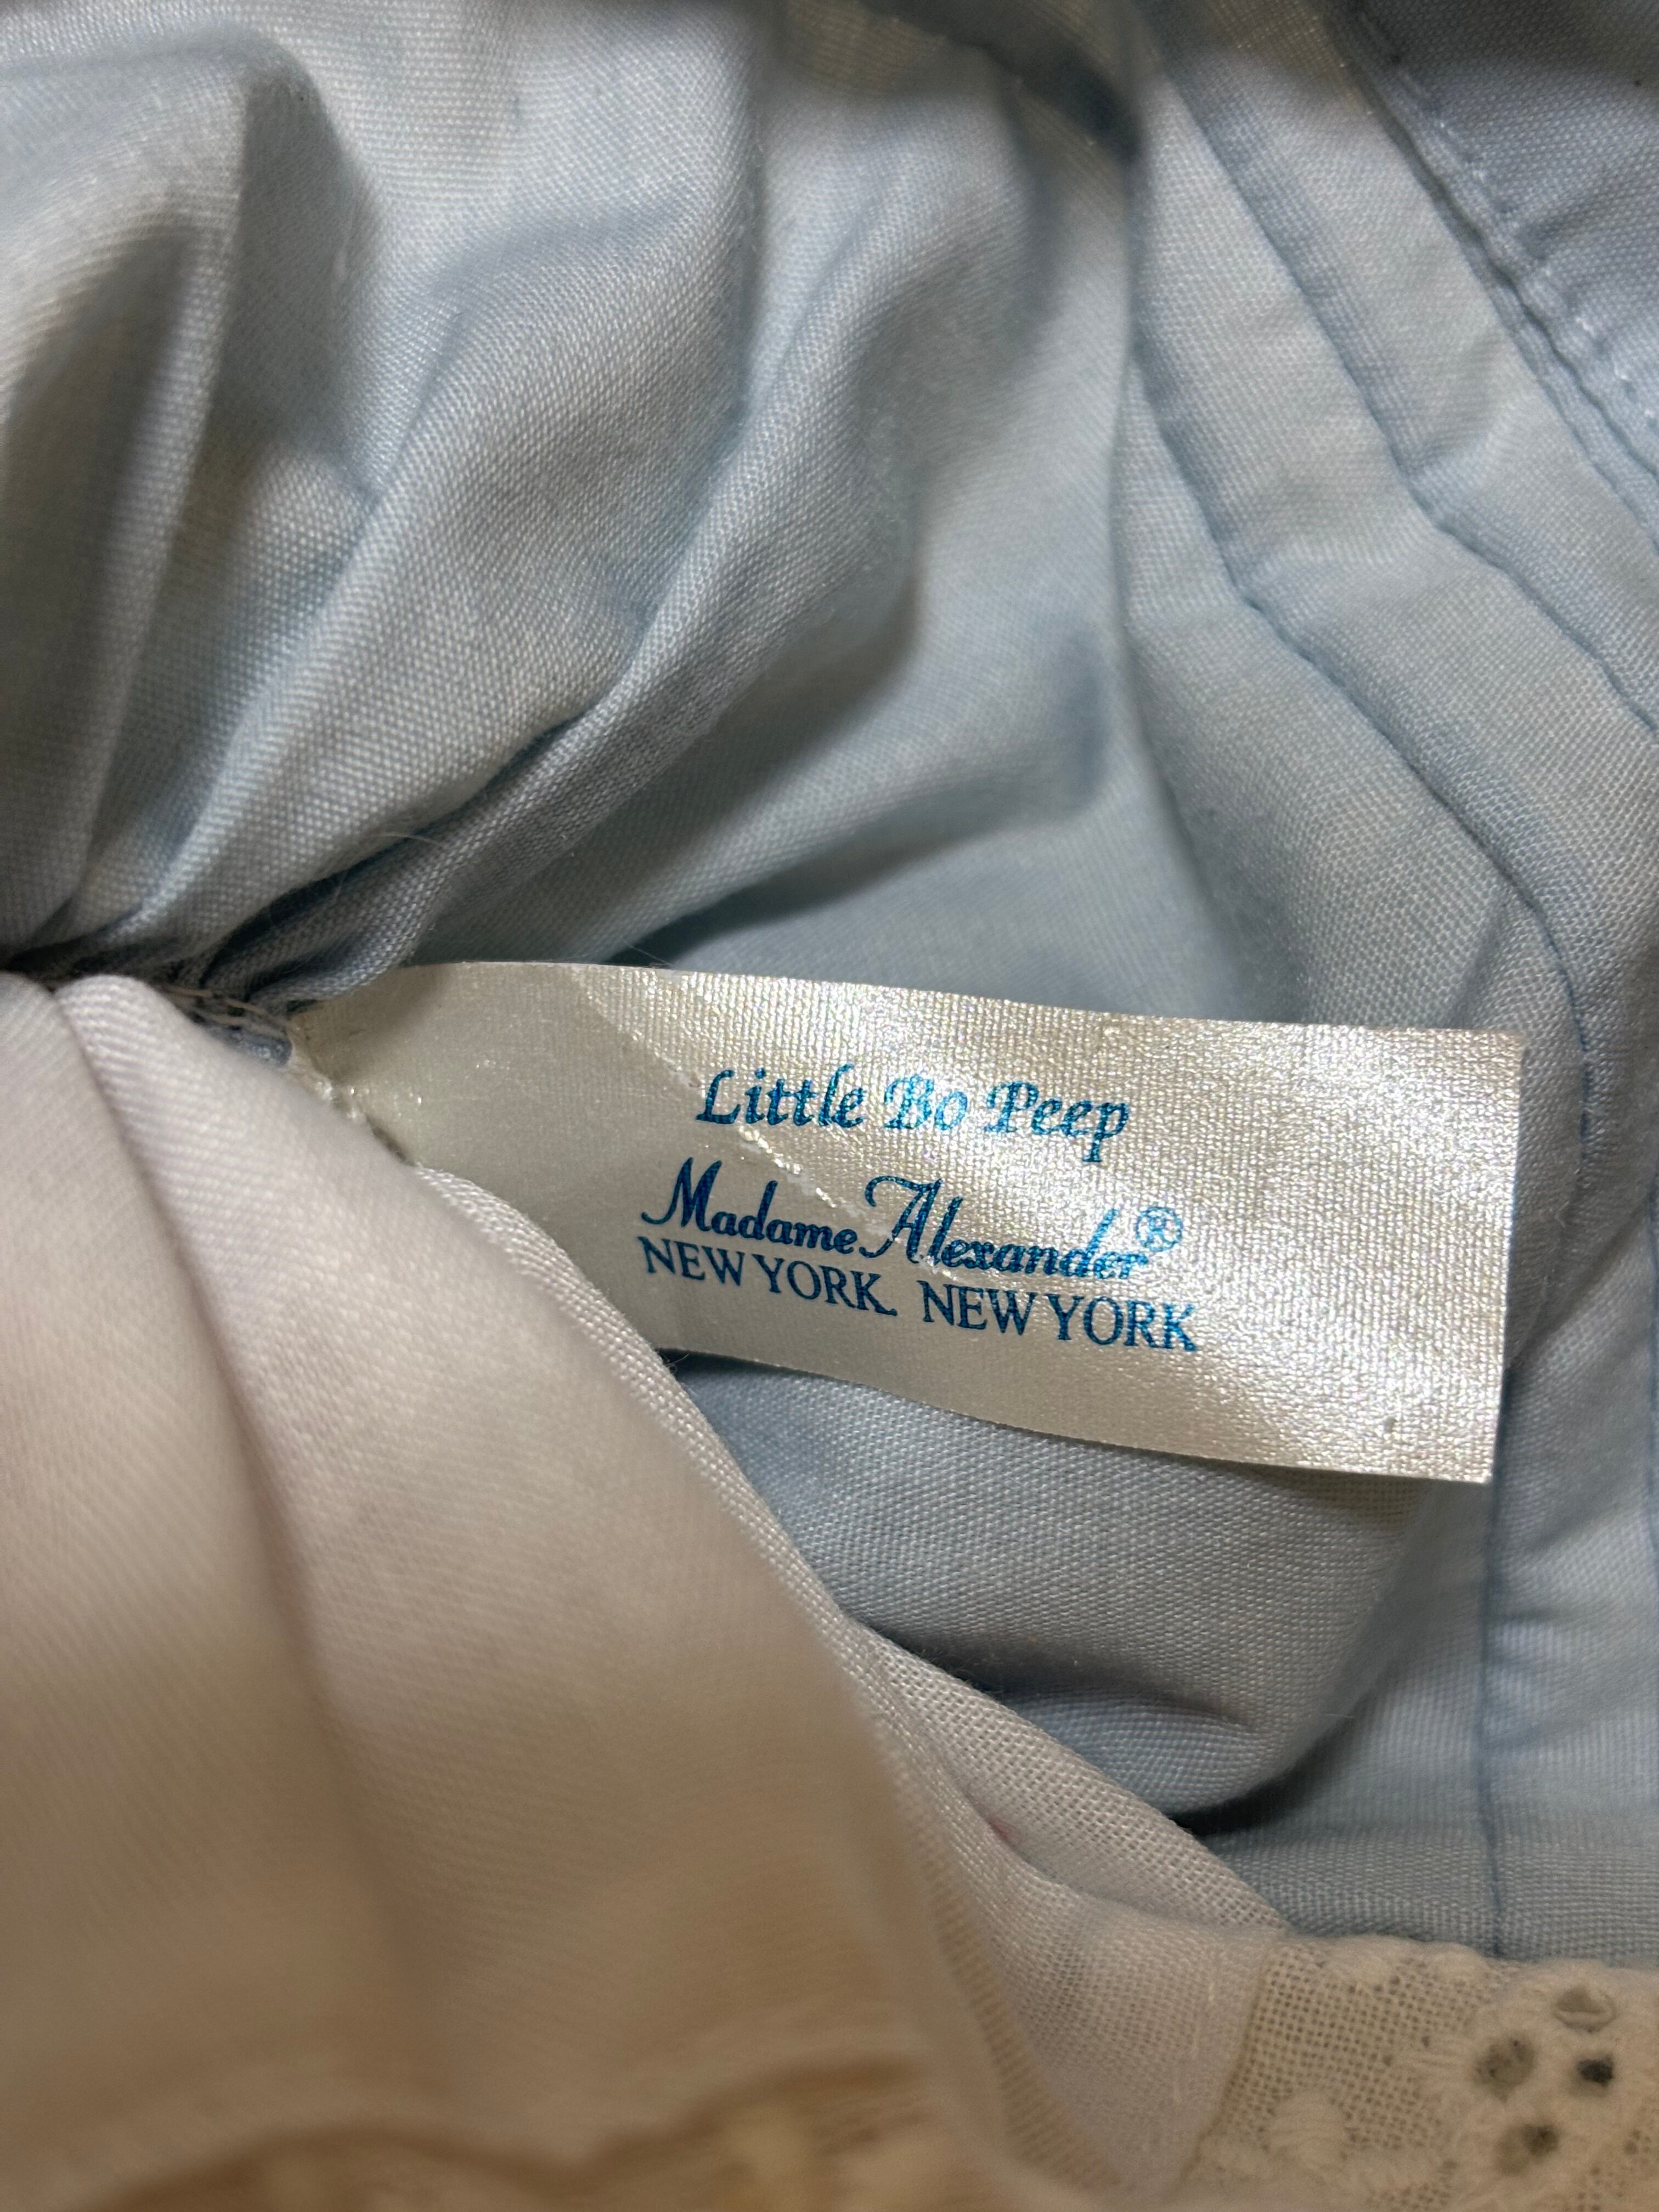 Little Bo Peep
Madame Alexander®
NEW YORK. NEW YORK